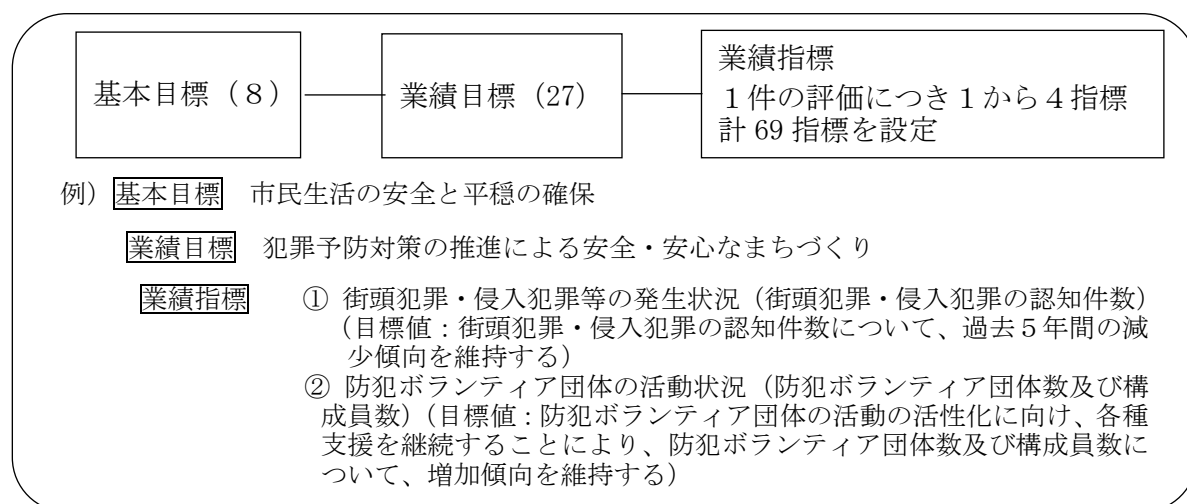 基本目標（８）
業績目標（27）
業績指標
１件の評価につき１から４指標
計 69 指標を設定
例）基本目標　市民生活の安全と平穏の確保
業績目標　犯罪予防対策の推進による安全・安心なまちづくり
業績指標　① 街頭犯罪・侵入犯罪等の発生状況（街頭犯罪・侵入犯罪の認知件数）
（目標値：街頭犯罪・侵入犯罪の認知件数について、過去５年間の減
少傾向を維持する）
② 防犯ボランティア団体の活動状況（防犯ボランティア団体数及び構
成員数）（目標値：防犯ボランティア団体の活動の活性化に向け、各種
支援を継続することにより、防犯ボランティア団体数及び構成員数に
ついて、増加傾向を維持する）